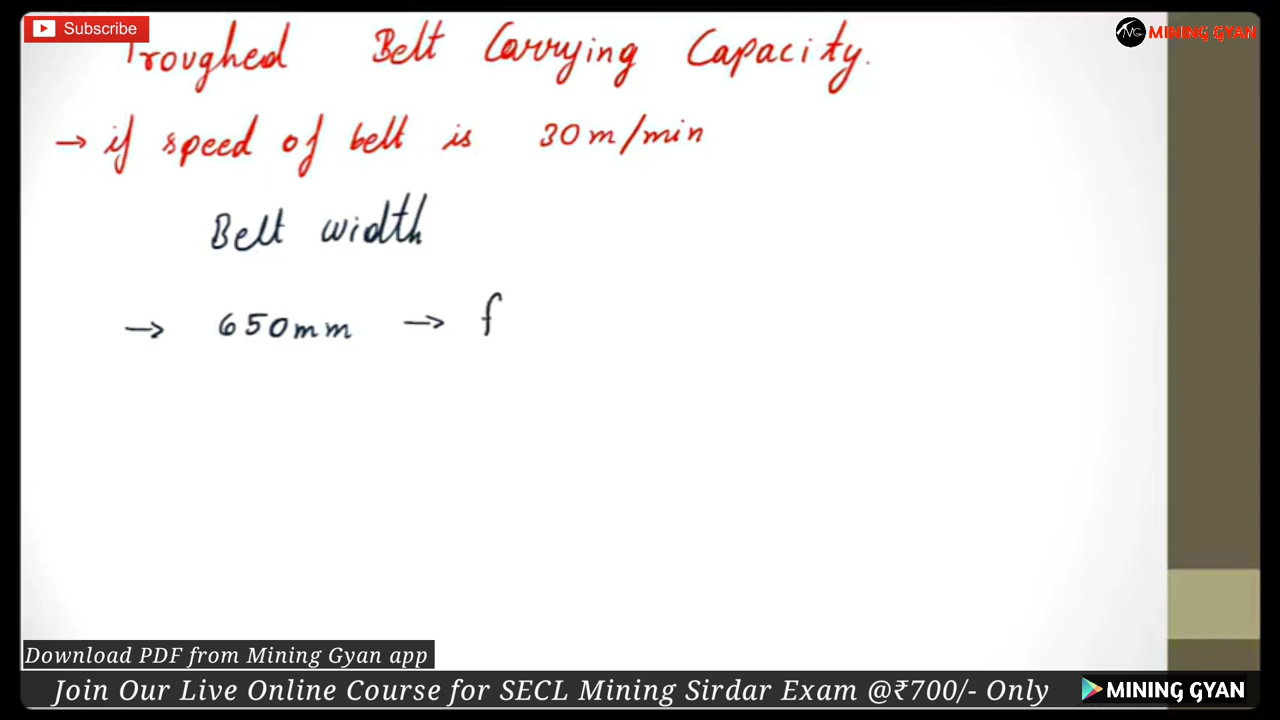 Subscribe
MINING GYAN
Troughed Belt Carrying Capacity.
→ if speed of belt is 30m/min
Belt width
→ 650mm → f
Download PDF from Mining Gyan app
Join Our Live Online Course for SECL Mining Sirdar Exam @₹700/- Only
MINING GYAN